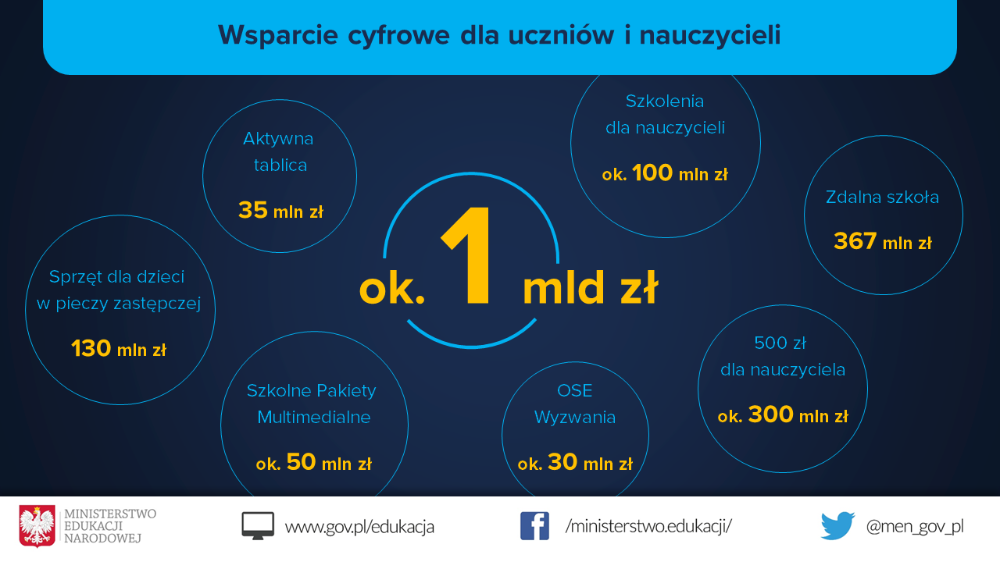 Wsparcie cyfrowe dla uczniów i nauczycieli
Szkolenia
dla nauczycieli
ok. 100 mln zł
Aktywna
tablica
35 mln zł
Zdalna szkoła
367 mln zł
ok. 1 mld zł
Sprzęt dla dzieci
w pieczy zastępczej
130 mln zł
500 zł
dla nauczyciela
ok. 300 mln zł
Szkolne Pakiety
Multimedialne
ok. 50 mln zł
OSE
Wyzwania
ok. 30 mln zł
MINISTERSTWO
EDUKACJI
NARODOWEJ
www.gov.pl/edukacja
/ministerstwo.edukacji/
@men_gov_pl